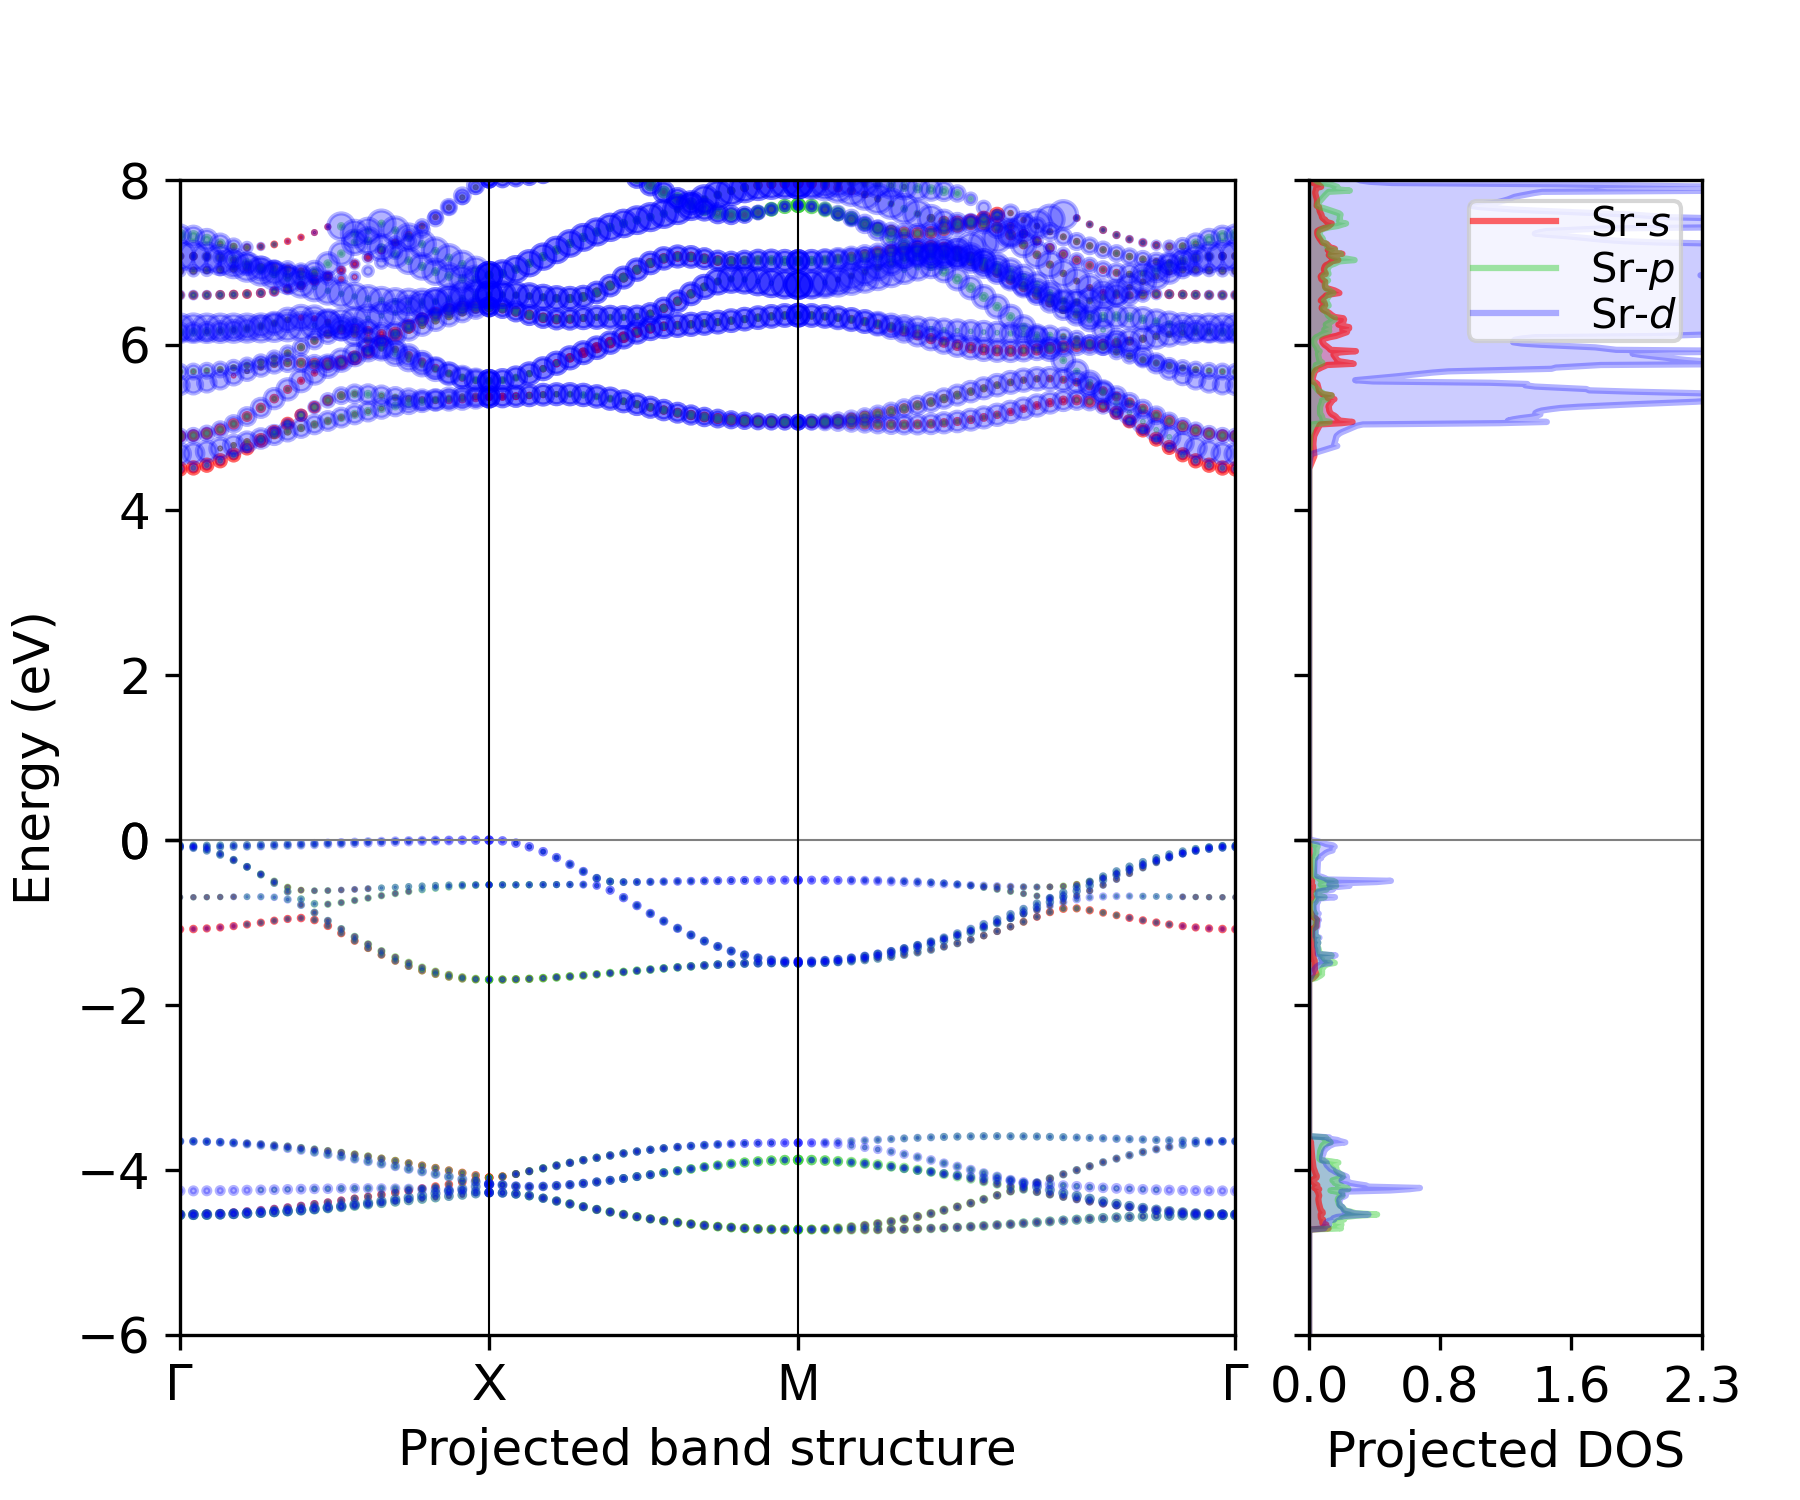 8
6
4
2
0
−2
−4
−6
Energy (eV)
Γ X M Γ
Projected band structure
Sr-s
Sr-p
Sr-d
0.0 0.8 1.6 2.3
Projected DOS